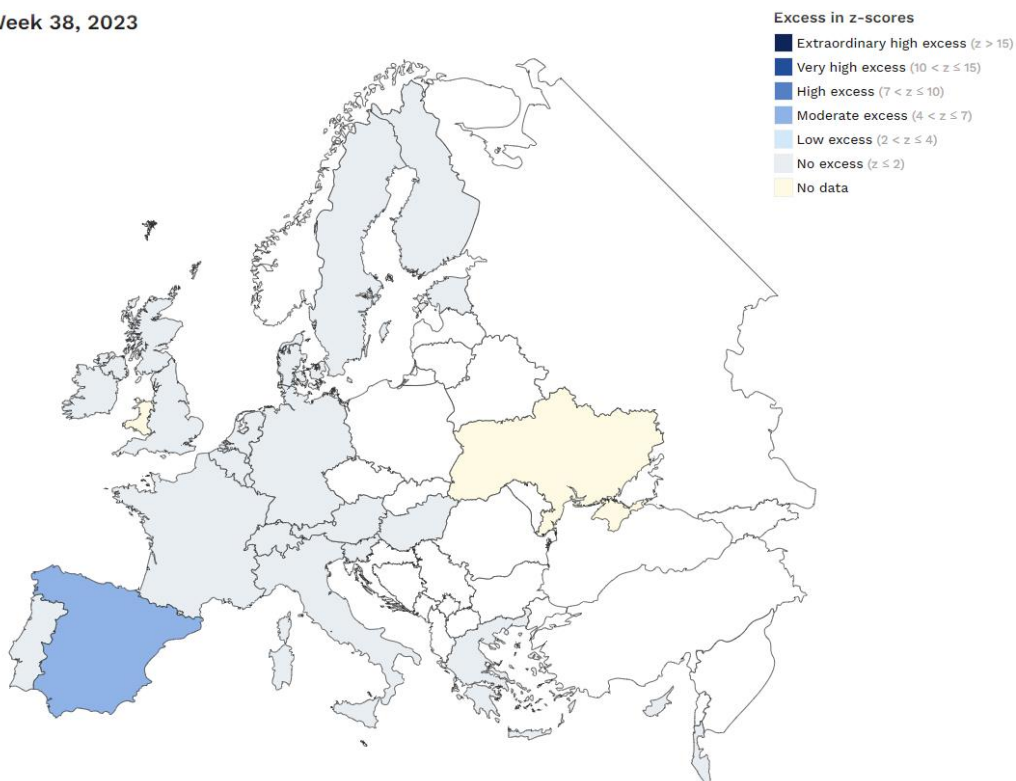 Week 38, 2023
Excess in z-scores
Extraordinary high excess (z > 15)
Very high excess (10 < z ≤ 15)
High excess (7 < z ≤ 10)
Moderate excess (4 < z ≤ 7)
Low excess (2 < z ≤ 4)
No excess (z ≤ 2)
No data